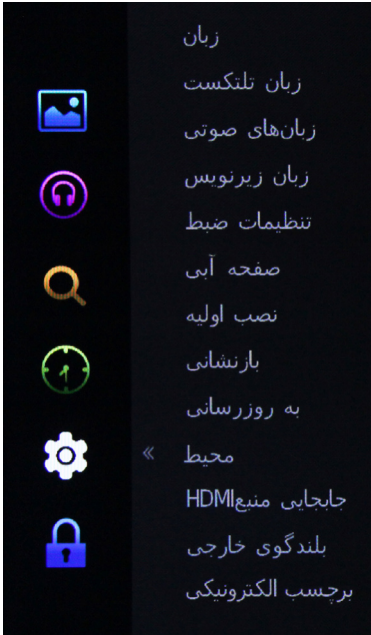 زبان
زبان تلتکست
زبان‌های صوتی
زبان زیرنویس
تنظیمات ضبط
صفحه آبی
نصب اولیه
بازنشانی
به روزرسانی
» محیط
جابجایی منبعHDMI
بلندگوی خارجی
برچسب الکترونیکی